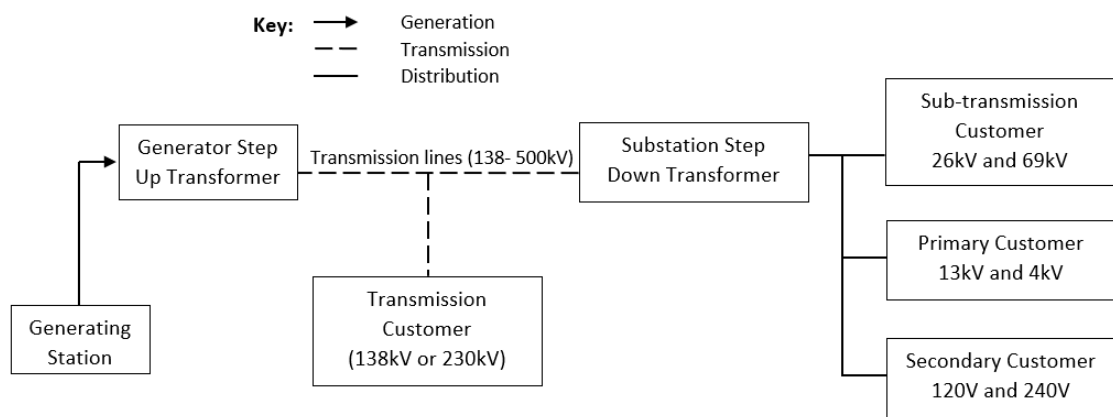 Key:
Generation
Transmission
Distribution
Generator Step
Up Transformer
Transmission lines (138- 500kV)
Substation Step
Down Transformer
Sub-transmission
Customer
26kV and 69kV
Primary Customer
13kV and 4kV
Transmission
Customer
(138kV or 230kV)
Generating
Station
Secondary Customer
120V and 240V